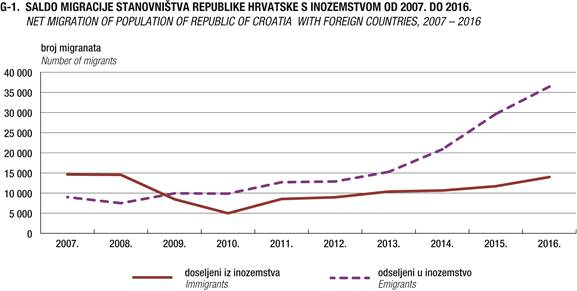 G-1. SALDO MIGRACIJE STANOVNIŠTVA REPUBLIKE HRVATSKE S INOZEMSTVOM OD 2007. DO 2016.
NET MIGRATION OF POPULATION OF REPUBLIC OF CROATIA WITH FOREIGN COUNTRIES, 2007 – 2016
broj migranata
Number of migrants
40 000
35 000
30 000
25 000
20 000
15 000
10 000
5 000
0
2007. 2008. 2009. 2010. 2011. 2012. 2013. 2014. 2015. 2016.
doseljeni iz inozemstva odseljeni u inozemstvo
Immigrants Emigrants